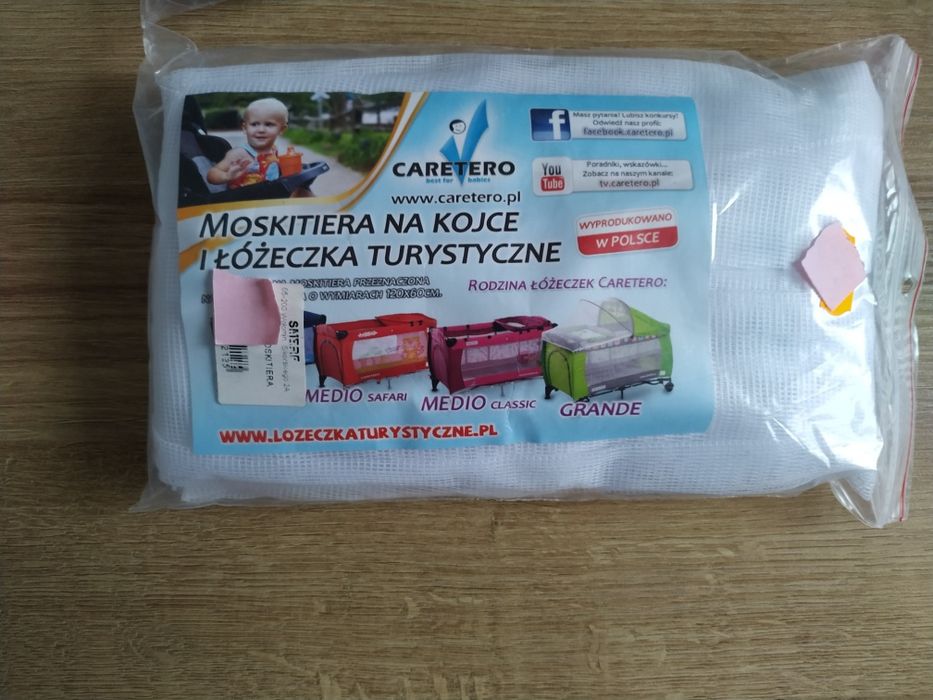 CARETERO
best for babies
www.caretero.pl
Masz pytania? Lubisz konkursy?
Odwiedź nasz profil:
facebook.caretero.pl
You
Tube
Poradniki, wskazówki...
Zobacz na naszym kanale:
tv.caretero.pl
MOSKITIERA NA KOJCE
I ŁÓŻECZKA TURYSTYCZNE
WYPRODUKOWANO
W POLSCE
MOSKITIERA PRZEZNACZONA
O WYMIARACH 120x60cm.
RODZINA ŁÓŻECZEK CARETERO:
MEDIO SAFARI
MEDIO CLASSIC
GRANDE
WWW.LOZECZKATURYSTYCZNE.PL